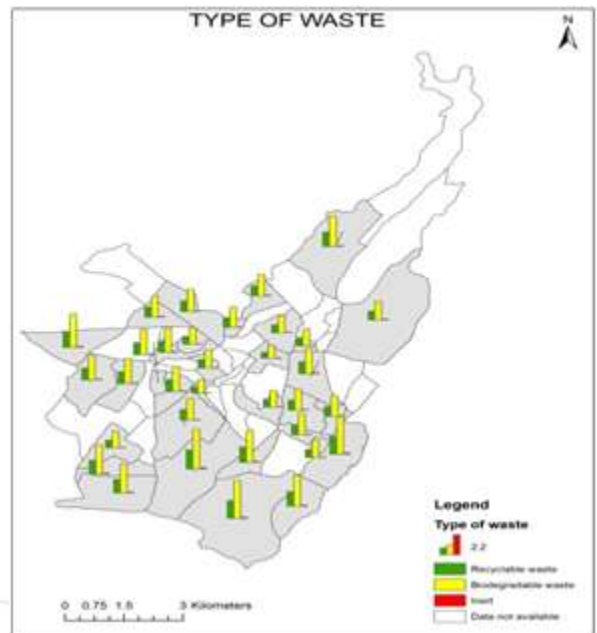 TYPE OF WASTE
N
Legend
Type of waste
2.2
Recyclable waste
Biodegradable waste
Inert
Data not available
0 0.75 1.5 3 Kilometers